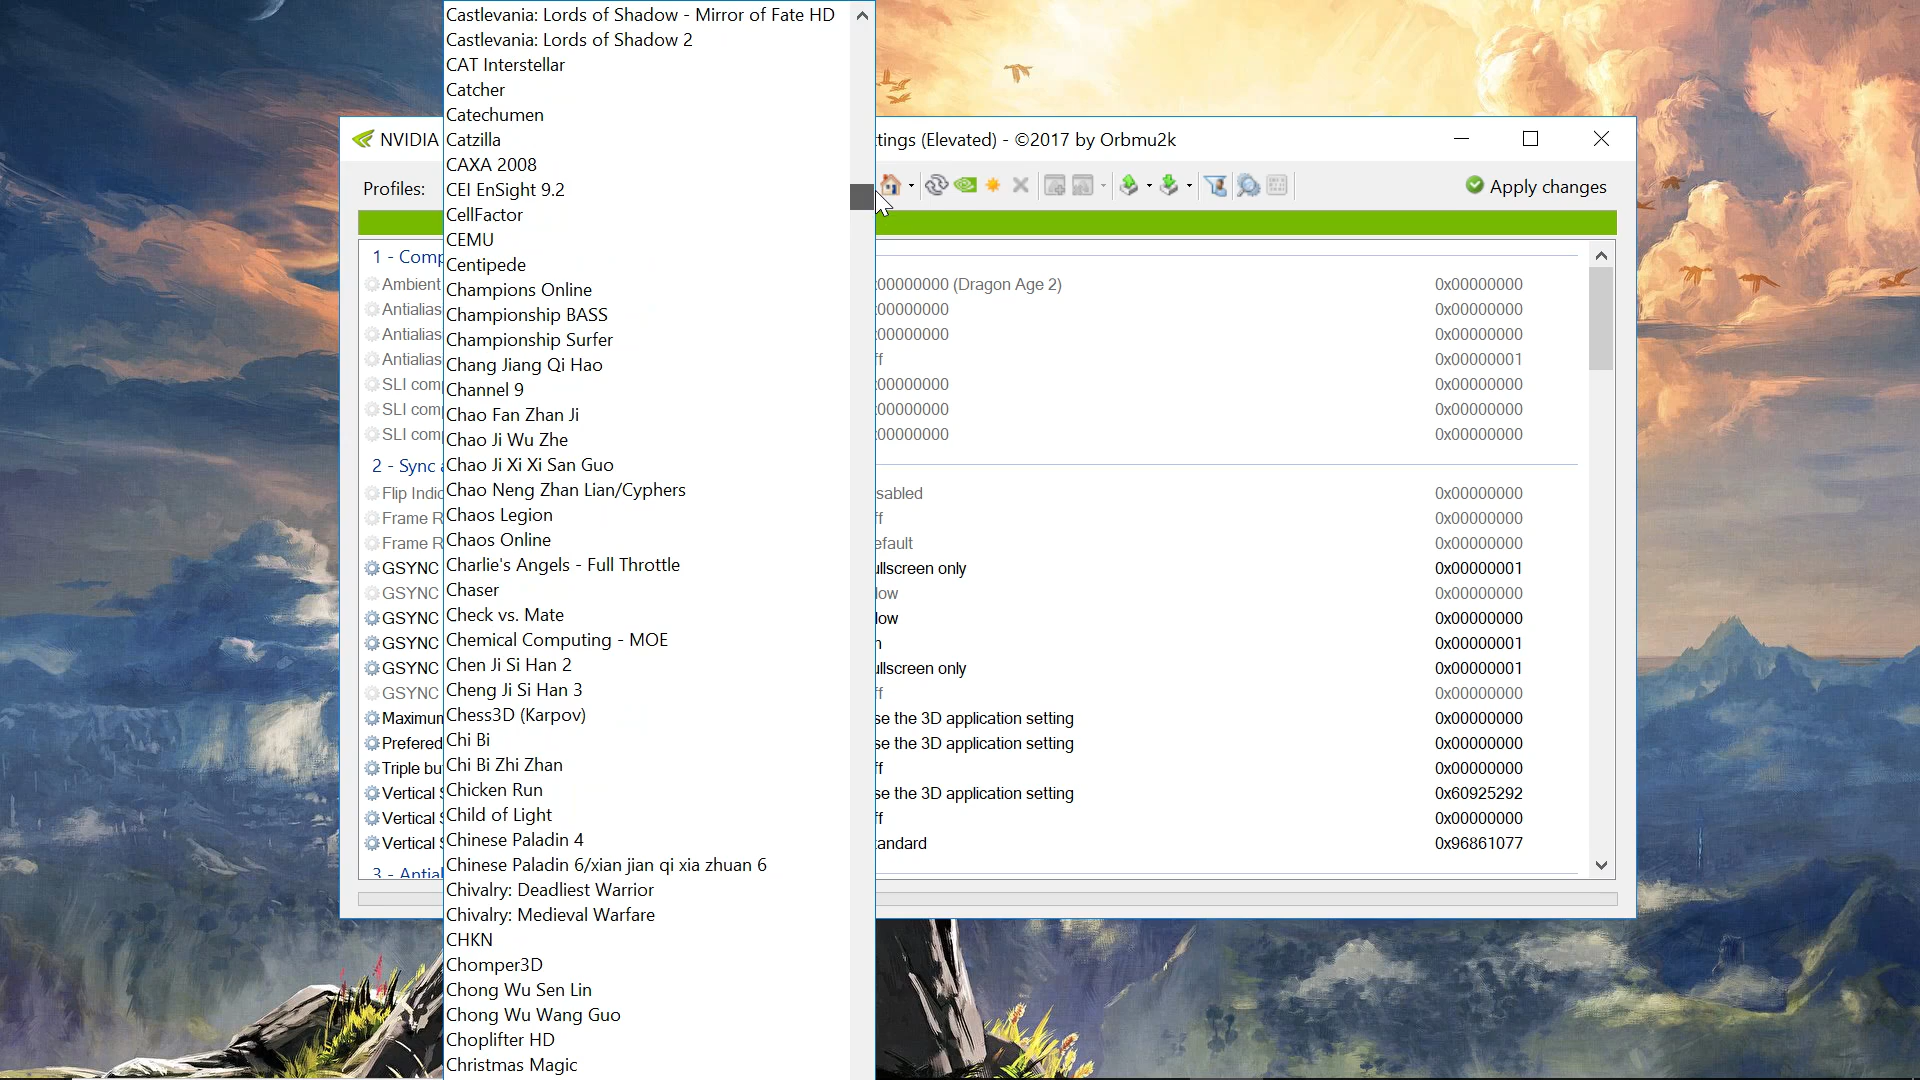 Castlevania: Lords of Shadow - Mirror of Fate HD
Castlevania: Lords of Shadow 2
CAT Interstellar
Catcher
Catechumen
Catzilla
CAXA 2008
CEI EnSight 9.2
CellFactor
CEMU
Centipede
Champions Online
Championship BASS
Championship Surfer
Chang Jiang Qi Hao
Channel 9
Chao Fan Zhan Ji
Chao Ji Wu Zhe
Chao Ji Xi Xi San Guo
Chao Neng Zhan Lian/Cyphers
Chaos Legion
Chaos Online
Charlie's Angels - Full Throttle
Chaser
Check vs. Mate
Chemical Computing - MOE
Chen Ji Si Han 2
Cheng Ji Si Han 3
Chess3D (Karpov)
Chi Bi
Chi Bi Zhi Zhan
Chicken Run
Child of Light
Chinese Paladin 4
Chinese Paladin 6/xian jian qi xia zhuan 6
Chivalry: Deadliest Warrior
Chivalry: Medieval Warfare
CHKN
Chomper3D
Chong Wu Sen Lin
Chong Wu Wang Guo
Choplifter HD
Christmas Magic
NVIDIA
tings (Elevated) - ©2017 by Orbmu2k
Profiles:
Apply changes
1 - Comp
Ambient :00000000 (Dragon Age 2) 0x00000000
Antialias :00000000 0x00000000
Antialias :00000000 0x00000000
Antialias ff 0x00000001
SLI com :00000000 0x00000000
SLI com :00000000 0x00000000
SLI com :00000000 0x00000000
2 - Sync
Flip Indic sabled 0x00000000
Frame R ff 0x00000000
Frame R efault 0x00000000
GSYNC ullscreen only 0x00000001
GSYNC low 0x00000000
GSYNC low 0x00000000
GSYNC n 0x00000001
GSYNC ullscreen only 0x00000001
GSYNC ff 0x00000000
Maximum se the 3D application setting 0x00000000
Prefered se the 3D application setting 0x00000000
Triple bu ff 0x00000000
Vertical se the 3D application setting 0x60925292
Vertical ff 0x00000000
Vertical andard 0x96861077
3 - Antial